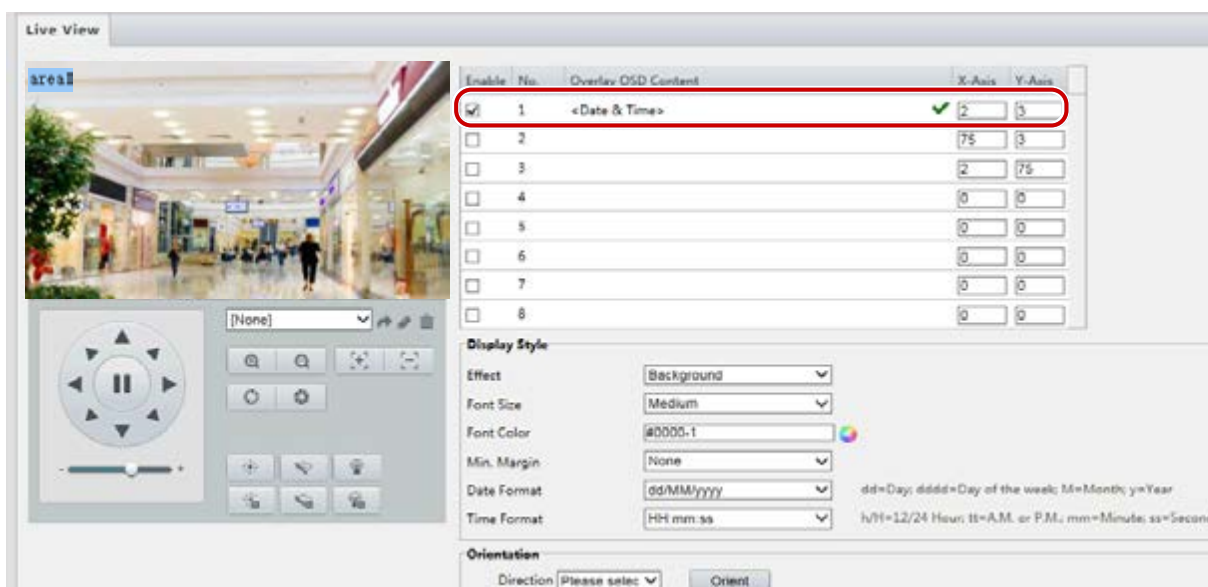 Live View
area
Enable No. Overlay OSD Content X-Axis Y-Axis
1 <Date & Time> 2 3
2 75 3
3 2 75
4 0 0
5 0 0
6 0 0
7 0 0
8 0 0
[None]
Display Style
Effect Background
Font Size Medium
Font Color #0000-1
Min. Margin None
Date Format dd/MM/yyyy dd=Day; dddd=Day of the week; M=Month; y=Year
Time Format HH:mm:ss h/H=12/24 Hour; tt=A.M. or P.M.; mm=Minute; ss=Second
- +
Orientation
Direction Please selec Orient